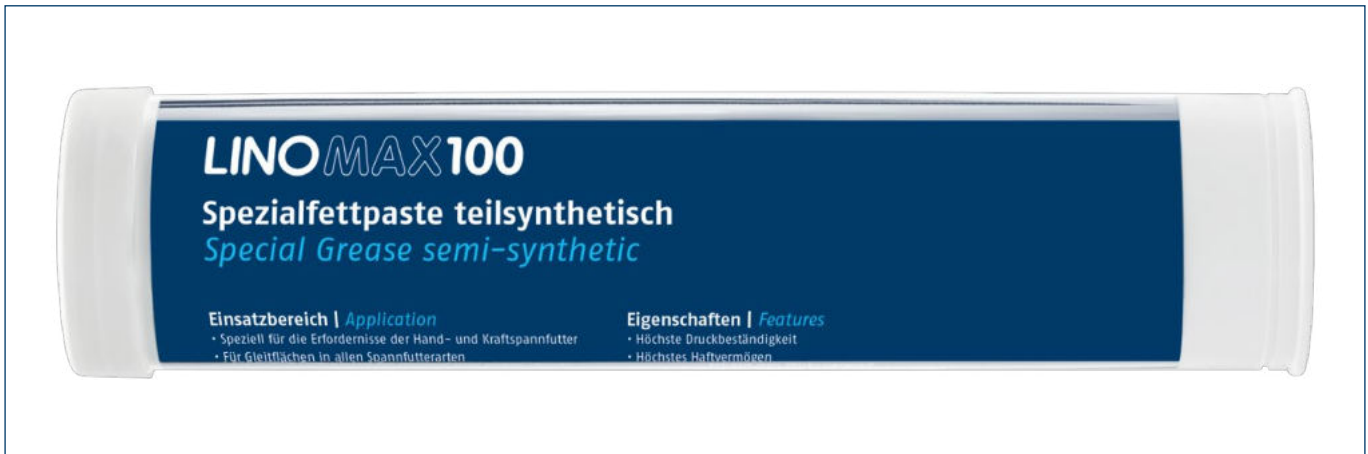 LINOMAX100
Spezialfettpaste teilsynthetisch
Special Grease semi-synthetic
Einsatzbereich | Application
• Speziell für die Erfordernisse der Hand- und Kraftspannfutter
• Für Gleitflächen in allen Spannfutterarten
Eigenschaften | Features
• Höchste Druckbeständigkeit
• Höchstes Haftvermögen